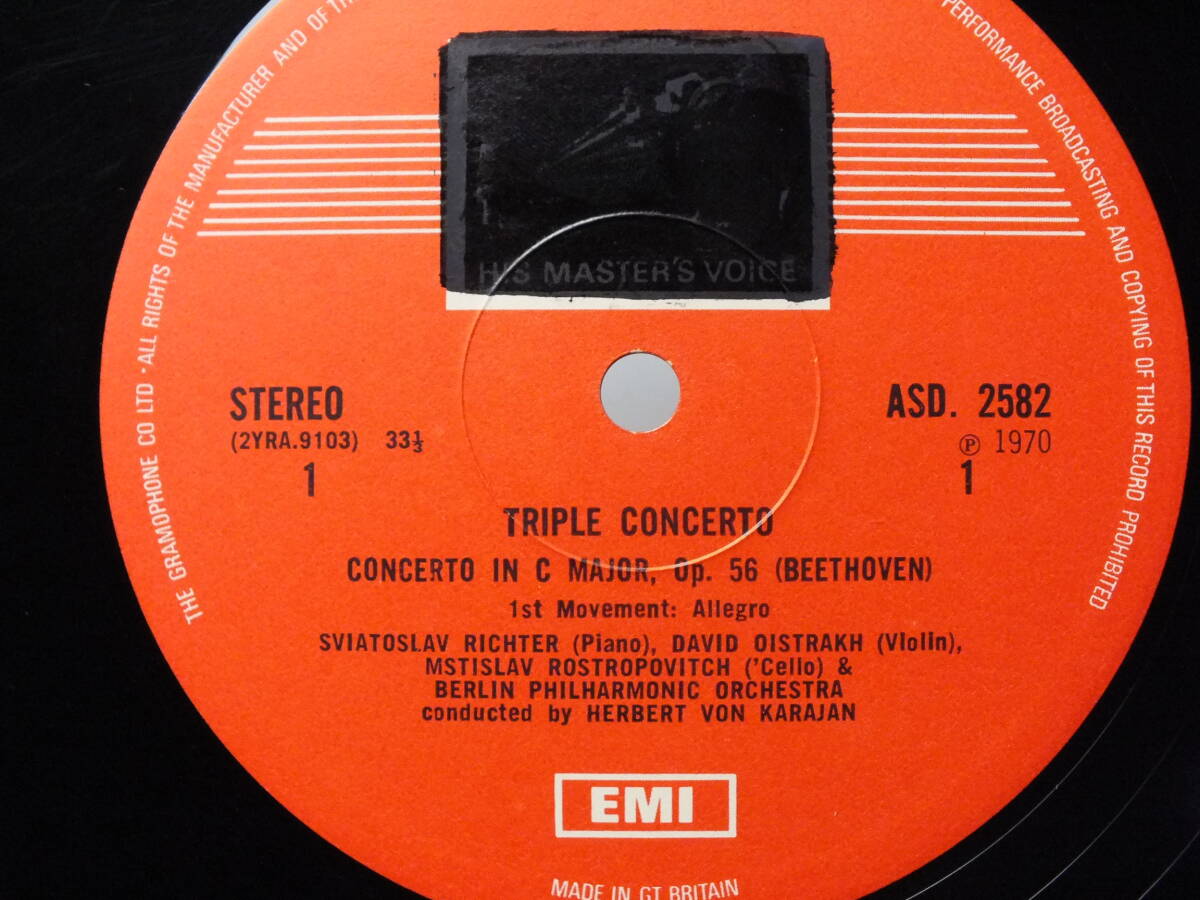 THE GRAMOPHONE CO LTD · ALL RIGHTS OF THE MANUFACTURER AND OF THE
PERFORMANCE BROADCASTING AND COPYING OF THIS RECORD PROHIBITED
HIS MASTER'S VOICE
STEREO
(2YRA.9103) 33⅓
1
ASD. 2582
℗ 1970
1
TRIPLE CONCERTO
CONCERTO IN C MAJOR, Op. 56 (BEETHOVEN)
1st Movement: Allegro
SVIATOSLAV RICHTER (Piano), DAVID OISTRAKH (Violin),
MSTISLAV ROSTROPOVITCH ('Cello) &
BERLIN PHILHARMONIC ORCHESTRA
conducted by HERBERT VON KARAJAN
EMI
MADE IN GT BRITAIN